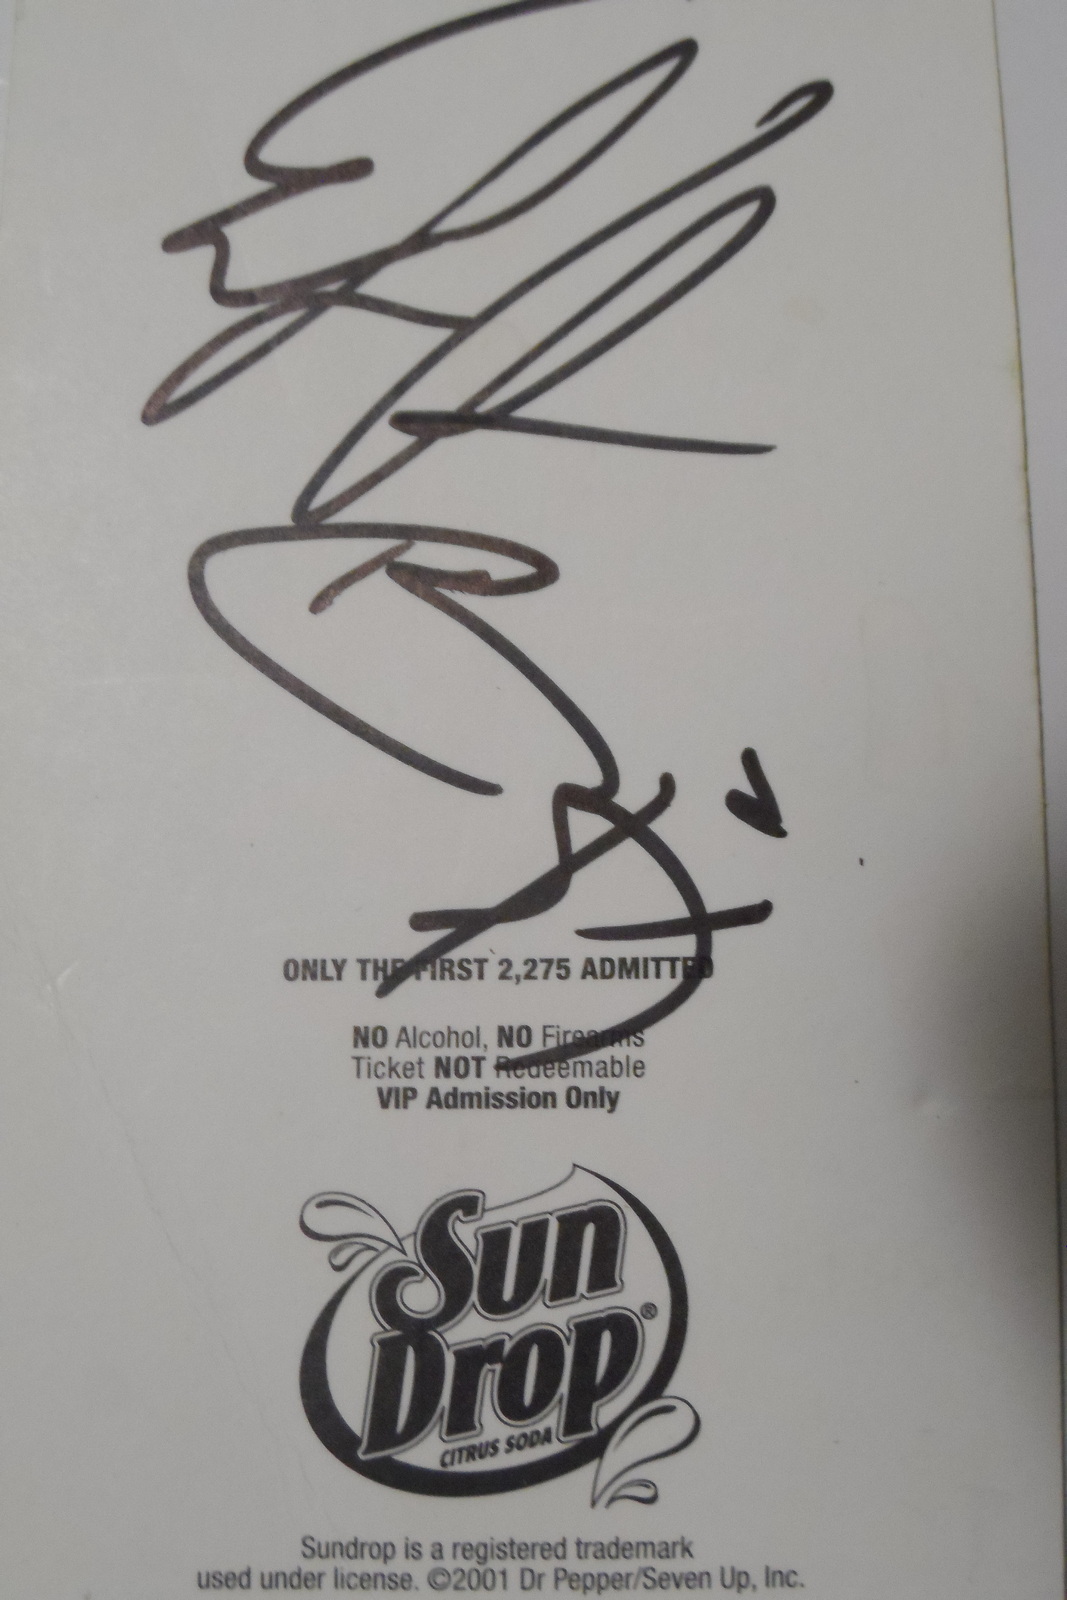 ONLY THE FIRST 2,275 ADMITTED
NO Alcohol, NO Firearms
Ticket NOT Redeemable
VIP Admission Only
Sun
Drop®
CITRUS SODA
Sundrop is a registered trademark
used under license. ©2001 Dr Pepper/Seven Up, Inc.